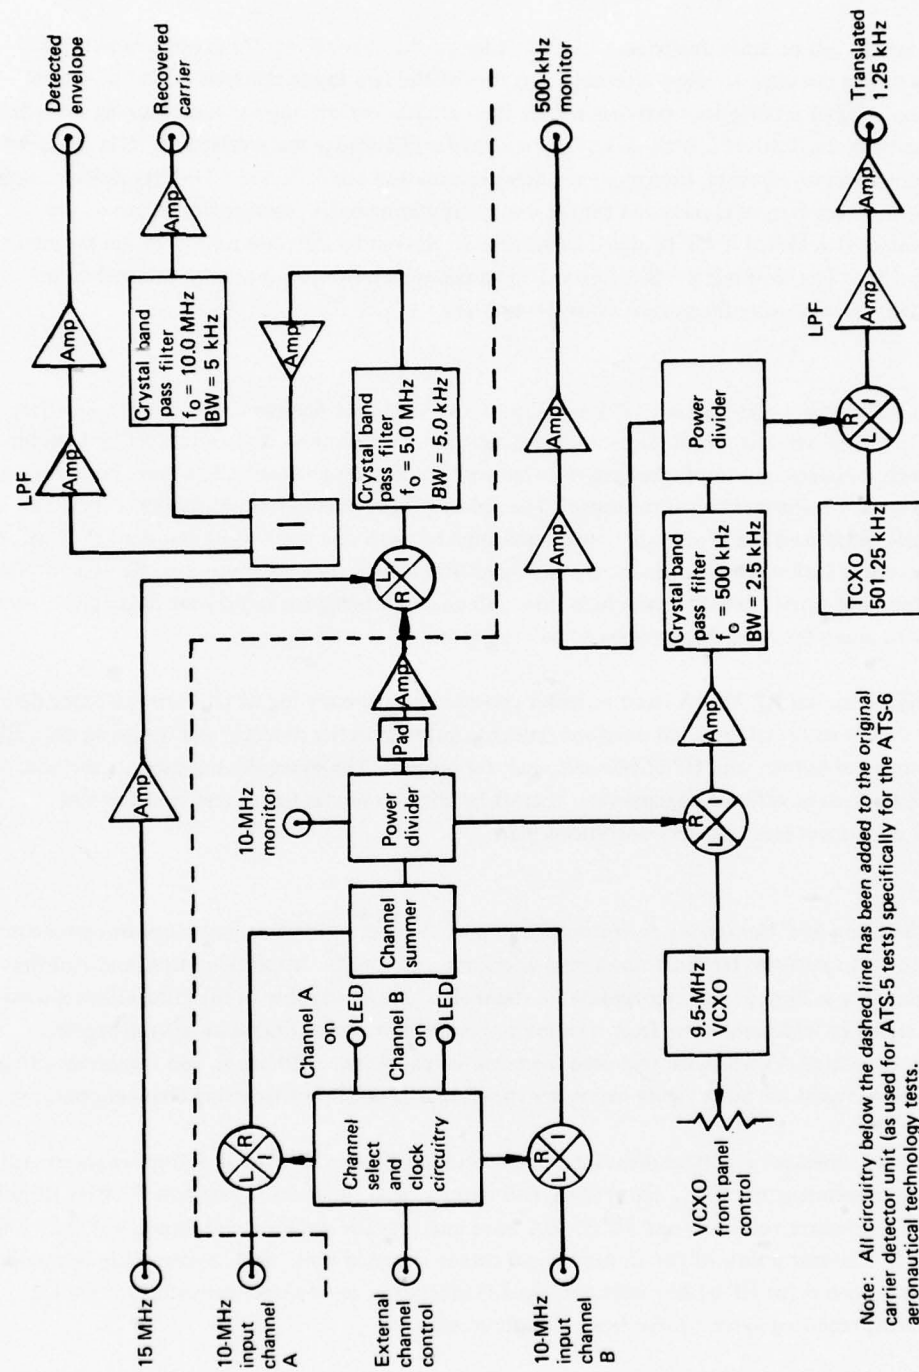 15 MHz
10-MHz
input
channel
A
External
channel
control
10-MHz
input
channel
B
L
R
I
Channel
select
and
clock
circuitry
Channel A
on
LED
Channel B
on
LED
R
L
I
Channel
summer
10-MHz
monitor
Power
divider
Pad
Amp
Amp
L
R
I
Crystal band
pass filter
fo = 5.0 MHz
BW = 5.0 kHz
Amp
LPF
Amp
Amp
Detected
envelope
Crystal band
pass filter
fo = 10.0 MHz
BW = 5 kHz
Amp
Recovered
carrier
VCXO
front panel
control
9.5-MHz
VCXO
R
L
I
Amp
Crystal band
pass filter
fo = 500 kHz
BW = 2.5 kHz
Power
divider
Amp
Amp
500-kHz
monitor
TCXO
501.25 kHz
R
L
I
LPF
Amp
Amp
Translated
1.25 kHz
Note: All circuitry below the dashed line has been added to the original
carrier detector unit (as used for ATS-5 tests) specifically for the ATS-6
aeronautical technology tests.